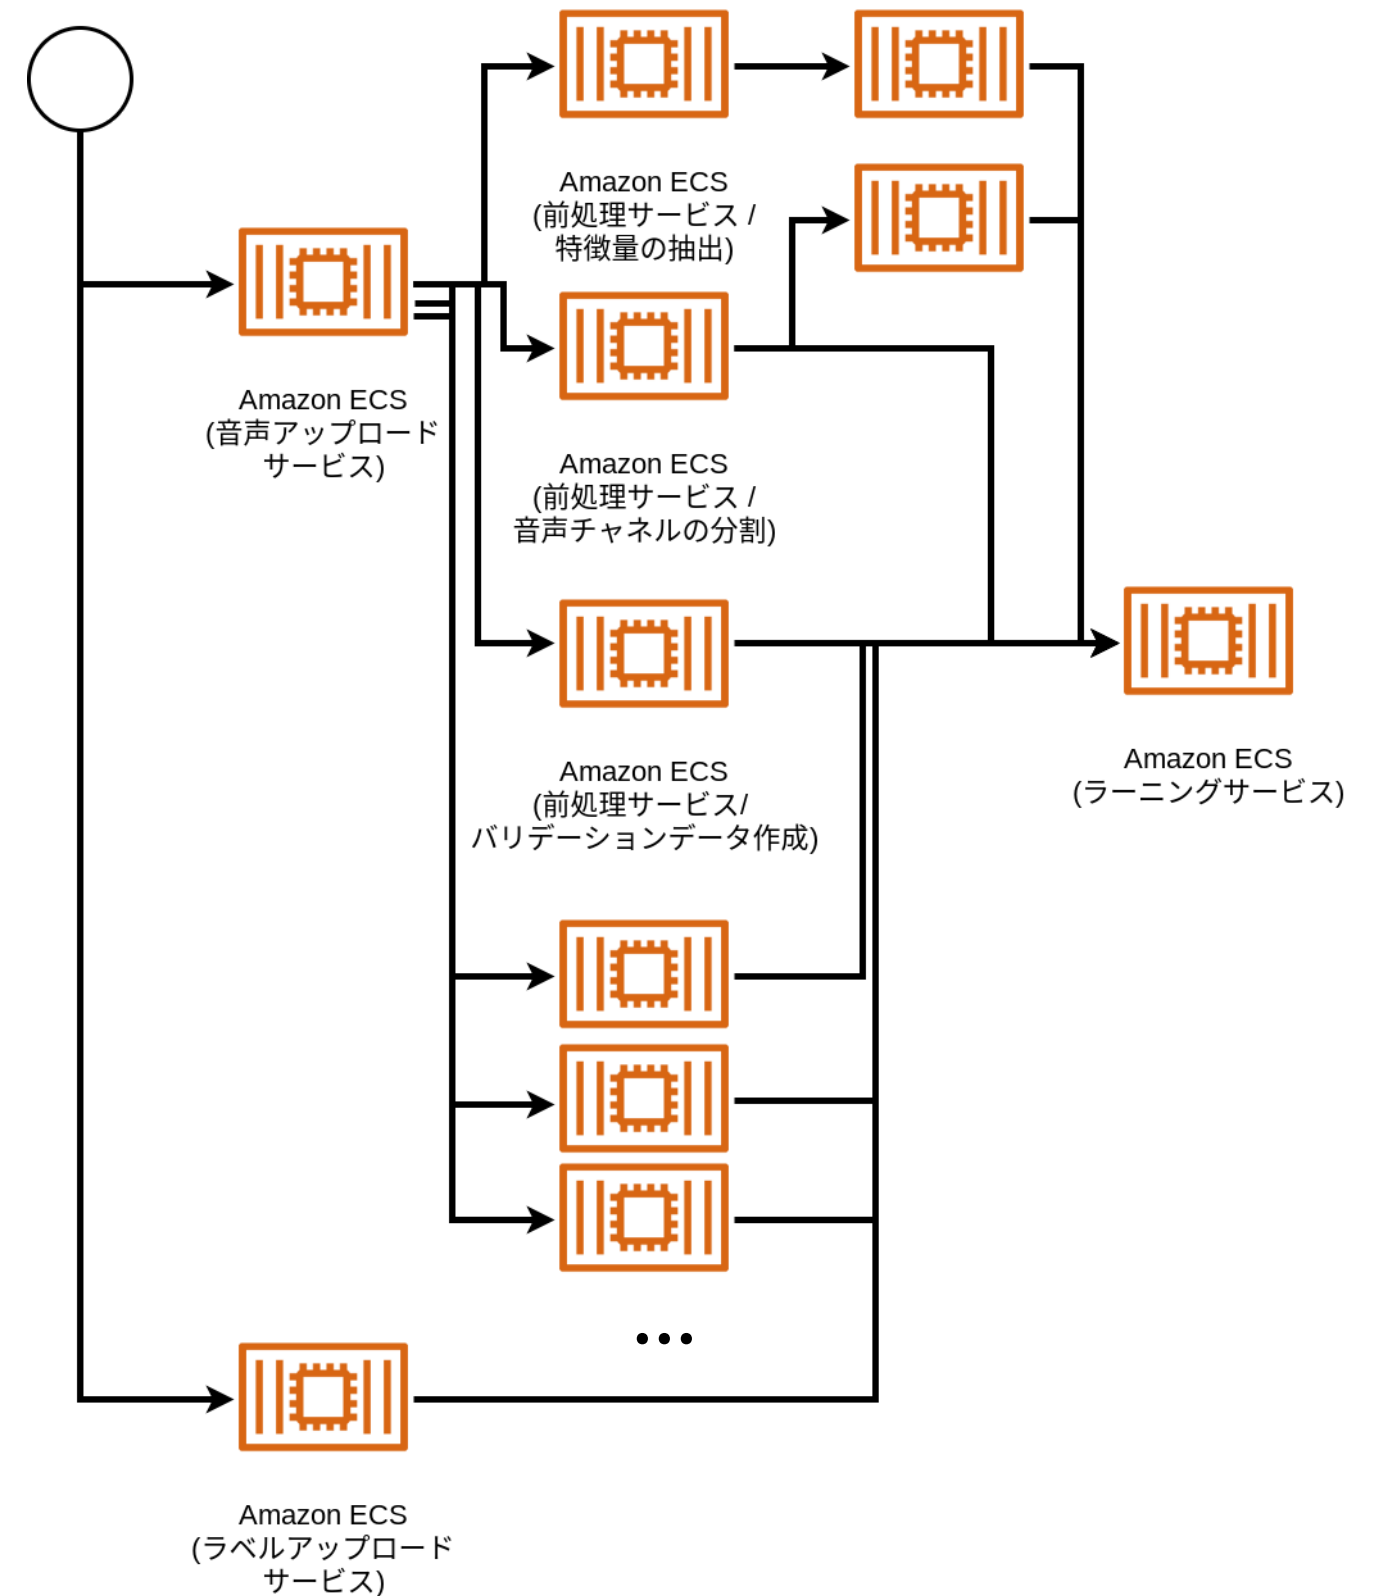 Amazon ECS
(前処理サービス /
特徴量の抽出)
Amazon ECS
(音声アップロード
サービス)
Amazon ECS
(前処理サービス /
音声チャネルの分割)
Amazon ECS
(前処理サービス/
バリデーションデータ作成)
Amazon ECS
(ラーニングサービス)
•••
Amazon ECS
(ラベルアップロード
サービス)